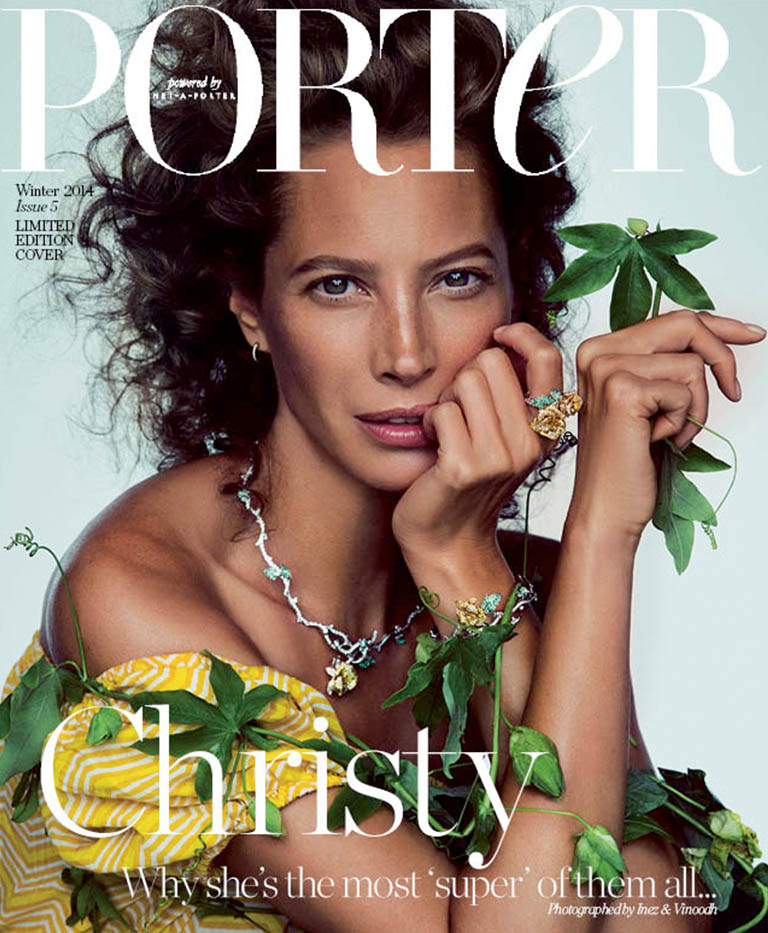 PORTER
powered by
NET-A-PORTER
Winter 2014
Issue 5
LIMITED
EDITION
COVER
Christy
Why she's the most 'super' of them all...
Photographed by Inez & Vinoodh